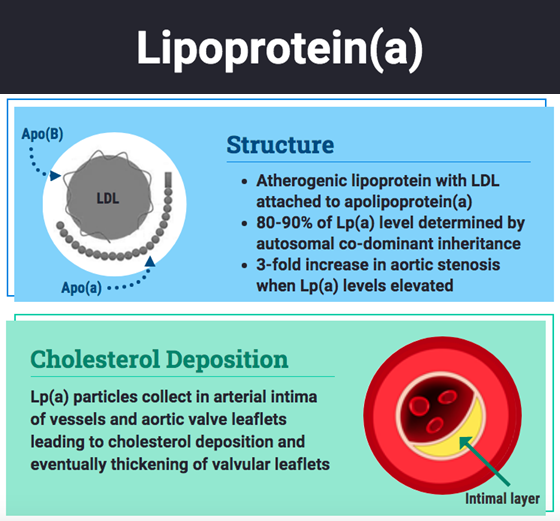 Lipoprotein(a)
Apo(B)
LDL
Apo(a)
Structure
• Atherogenic lipoprotein with LDL
attached to apolipoprotein(a)
• 80-90% of Lp(a) level determined by
autosomal co-dominant inheritance
• 3-fold increase in aortic stenosis
when Lp(a) levels elevated
Cholesterol Deposition
Lp(a) particles collect in arterial intima
of vessels and aortic valve leaflets
leading to cholesterol deposition and
eventually thickening of valvular leaflets
Intimal layer